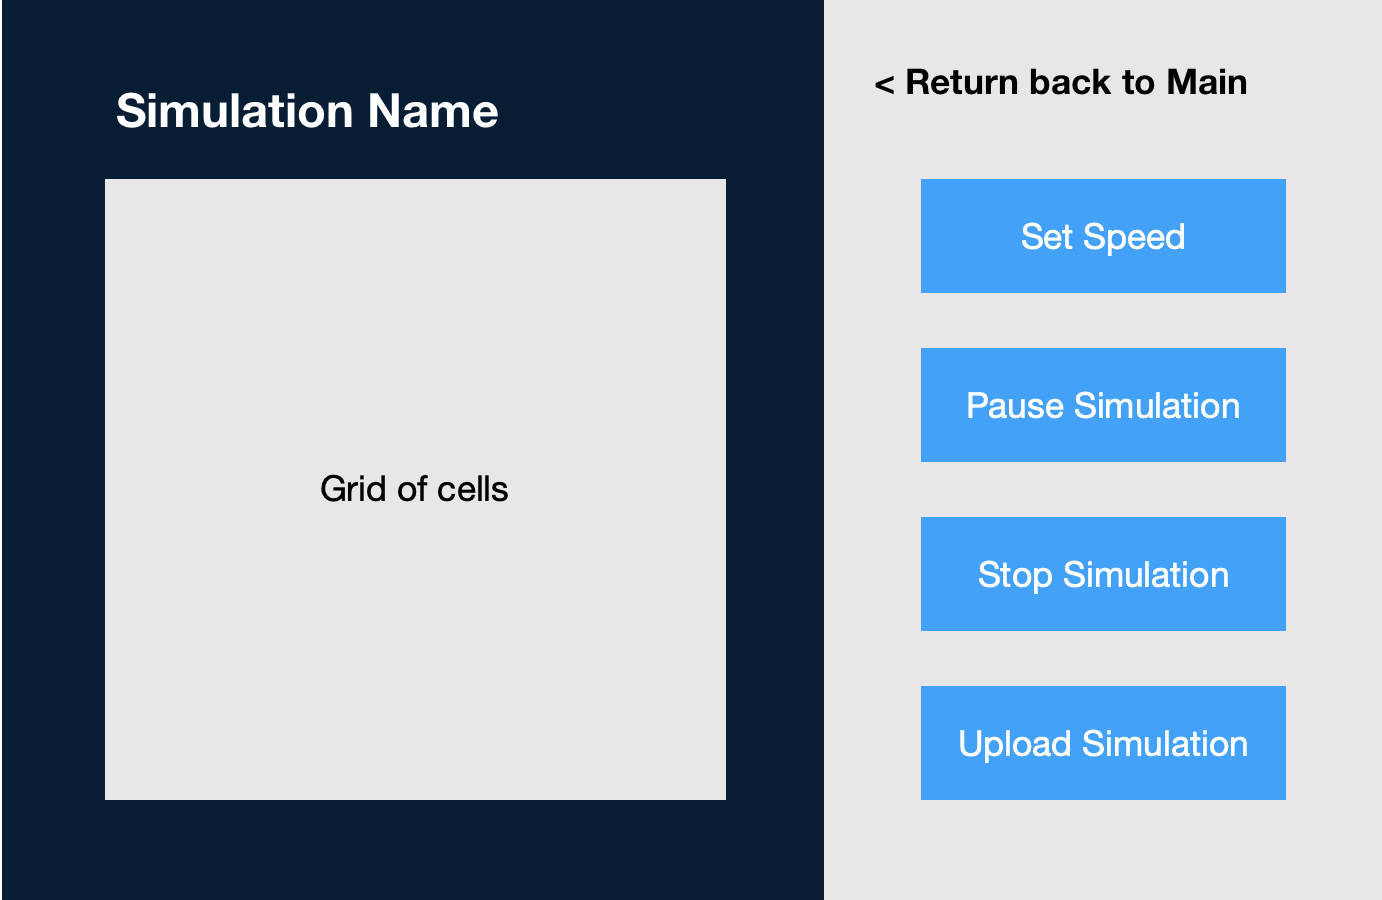 Simulation Name
Grid of cells
< Return back to Main
Set Speed
Pause Simulation
Stop Simulation
Upload Simulation